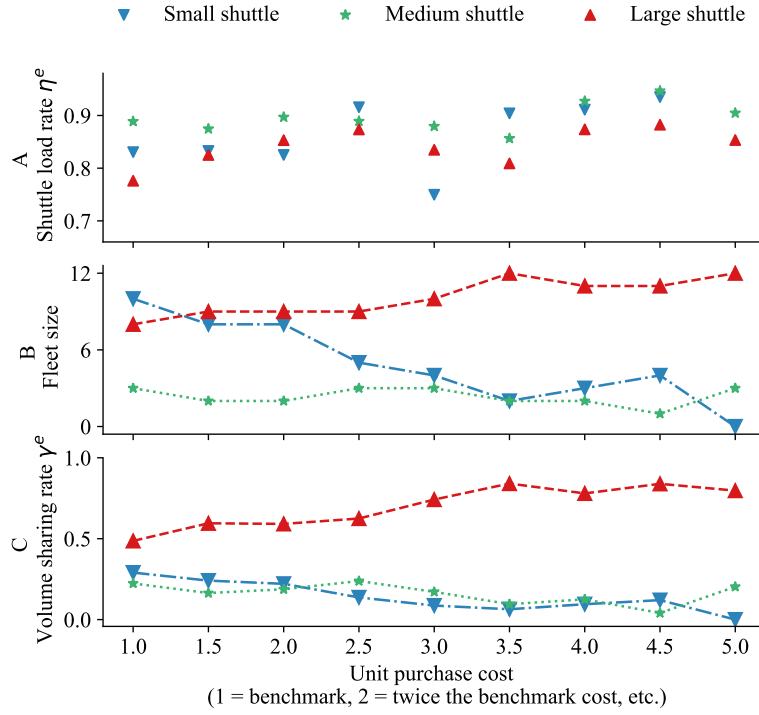 Small shuttle
Medium shuttle
Large shuttle
A
Shuttle load rate η^e
0.9
0.8
0.7
B
Fleet size
12
6
0
C
Volume sharing rate γ^e
1.0
0.5
0.0
1.0 1.5 2.0 2.5 3.0 3.5 4.0 4.5 5.0
Unit purchase cost
(1 = benchmark, 2 = twice the benchmark cost, etc.)